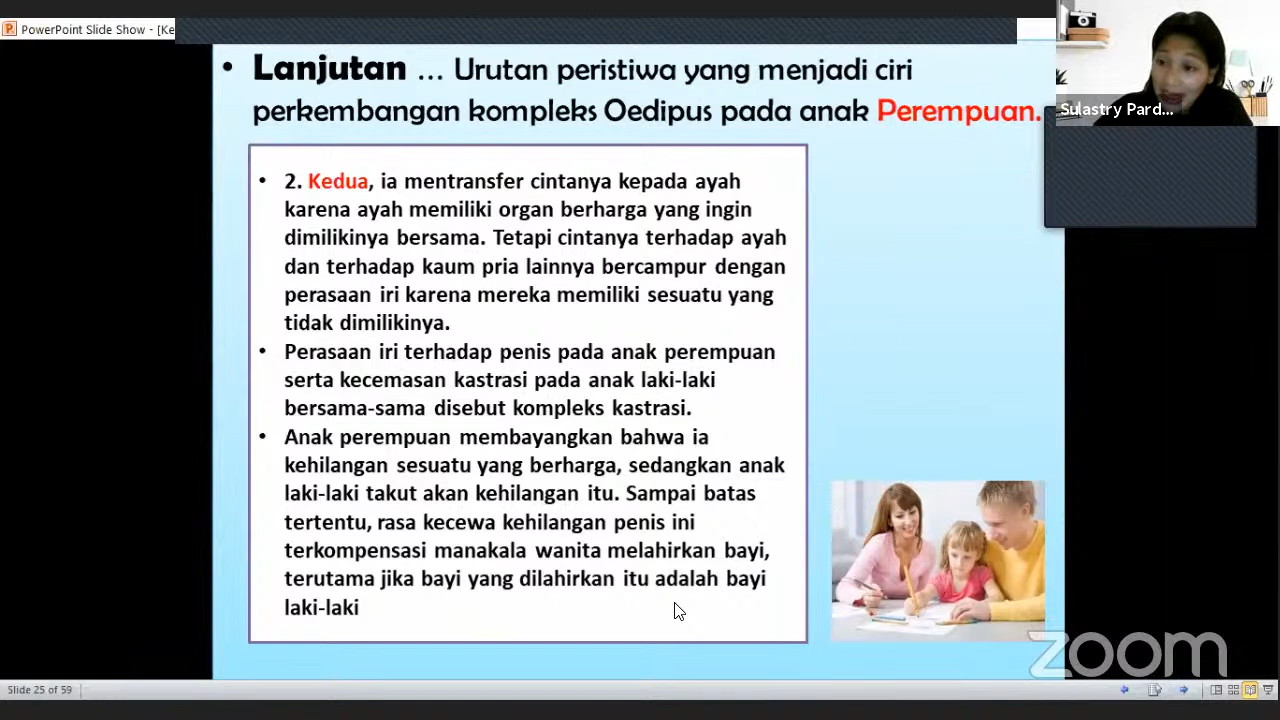 PowerPoint Slide Show - [Ke
• Lanjutan ... Urutan peristiwa yang menjadi ciri
perkembangan kompleks Oedipus pada anak Perempuan.
Sulastry Pard...
• 2. Kedua, ia mentransfer cintanya kepada ayah
karena ayah memiliki organ berharga yang ingin
dimilikinya bersama. Tetapi cintanya terhadap ayah
dan terhadap kaum pria lainnya bercampur dengan
perasaan iri karena mereka memiliki sesuatu yang
tidak dimilikinya.
• Perasaan iri terhadap penis pada anak perempuan
serta kecemasan kastrasi pada anak laki-laki
bersama-sama disebut kompleks kastrasi.
• Anak perempuan membayangkan bahwa ia
kehilangan sesuatu yang berharga, sedangkan anak
laki-laki takut akan kehilangan itu. Sampai batas
tertentu, rasa kecewa kehilangan penis ini
terkompensasi manakala wanita melahirkan bayi,
terutama jika bayi yang dilahirkan itu adalah bayi
laki-laki
zoom
Slide 25 of 59